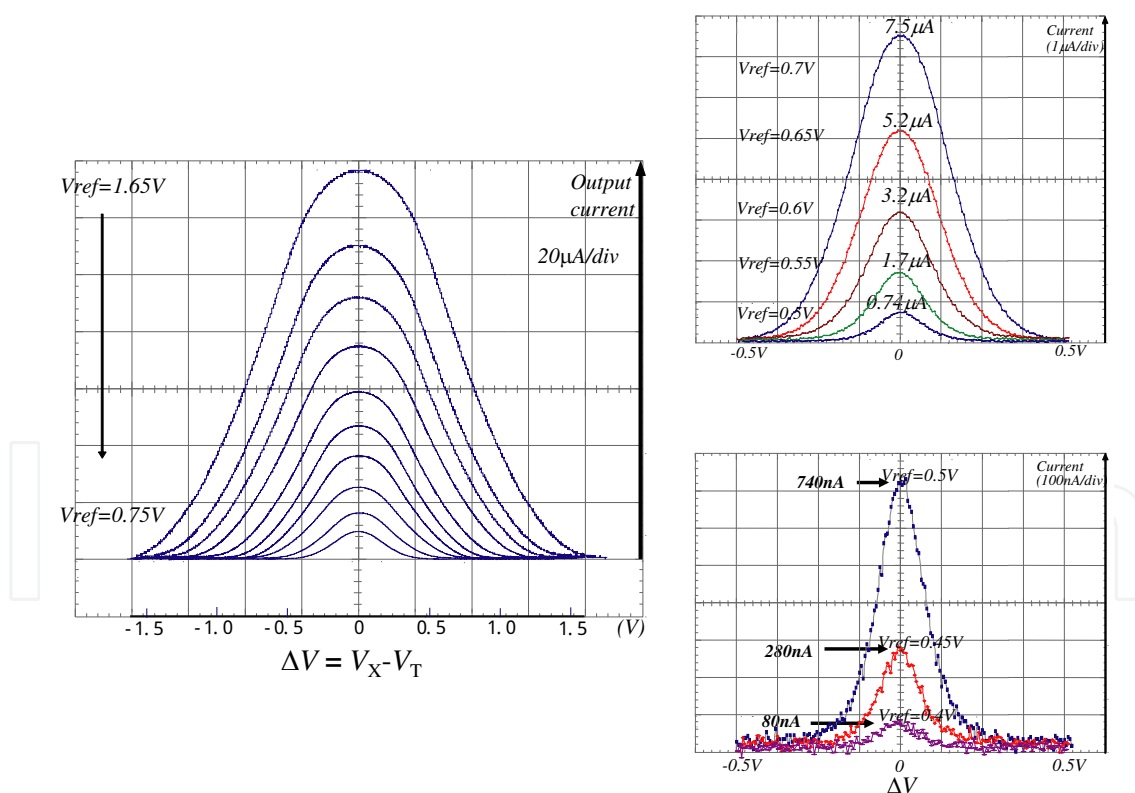 Vref=1.65V
Output
current
20μA/div
Vref=0.75V
-1.5
-1.0
-0.5
0
0.5
1.0
1.5
(V)
ΔV = VX-VT
7.5μA
Current
(1μA/div)
Vref=0.7V
5.2μA
Vref=0.65V
3.2μA
Vref=0.6V
1.7μA
Vref=0.55V
0.74μA
Vref=0.5V
-0.5V
0
0.5V
Current
(100nA/div)
740nA
Vref=0.5V
280nA
Vref=0.45V
80nA
Vref=0.4V
-0.5V
0
0.5V
ΔV